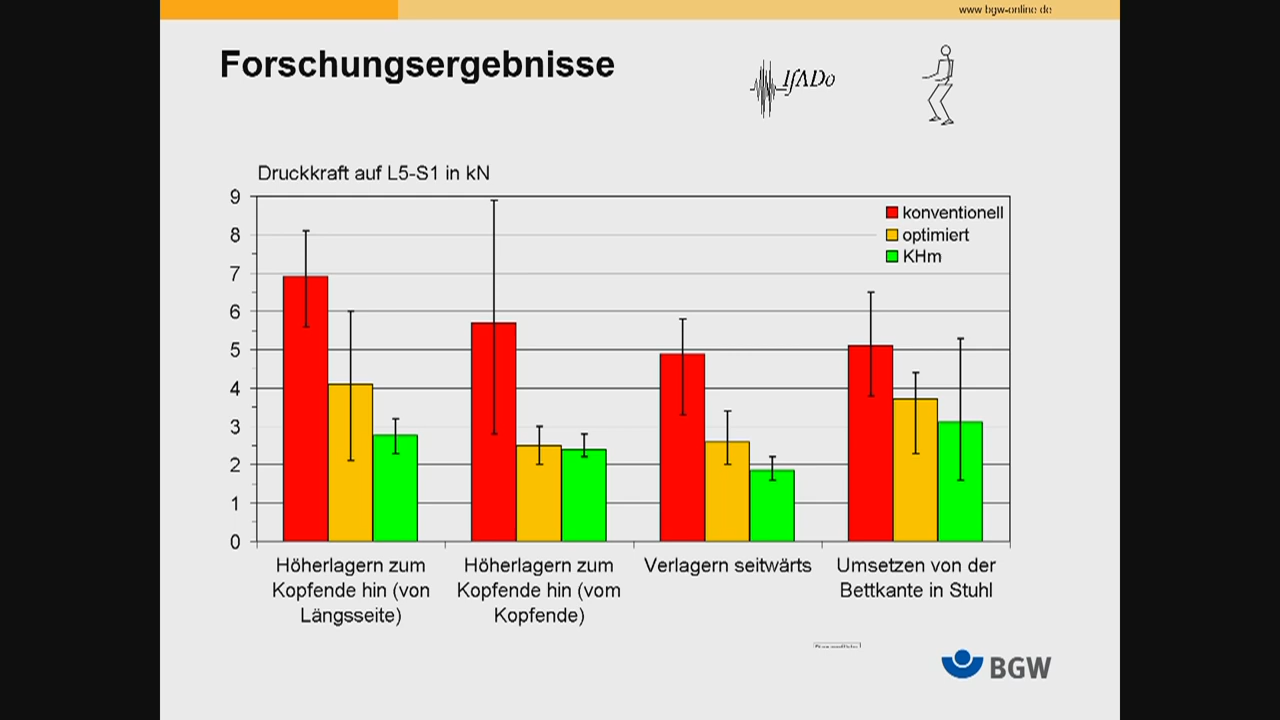 www bgw-online de
Forschungsergebnisse
IfADo
Druckkraft auf L5-S1 in kN
9
8
7
6
5
4
3
2
1
0
konventionell
optimiert
KHm
Höherlagern zum
Kopfende hin (von
Längsseite)
Höherlagern zum
Kopfende hin (vom
Kopfende)
Verlagern seitwärts
Umsetzen von der
Bettkante in Stuhl
BGW